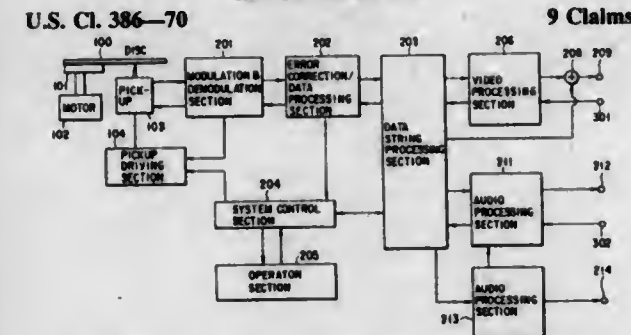 U.S. Cl. 386—70
9 Claims
100
DISC
101
MOTOR
102
PICK-
UP
103
104
PICKUP
DRIVING
SECTION
201
MODULATION &
DEMODULATION
SECTION
202
ERROR
CORRECTION/
DATA
PROCESSING
SECTION
203
DATA
STRING
PROCESSING
SECTION
206
VIDEO
PROCESSING
SECTION
208
209
301
204
SYSTEM CONTROL
SECTION
205
OPERATOR
SECTION
211
AUDIO
PROCESSING
SECTION
212
302
AUDIO
PROCESSING
SECTION
213
214